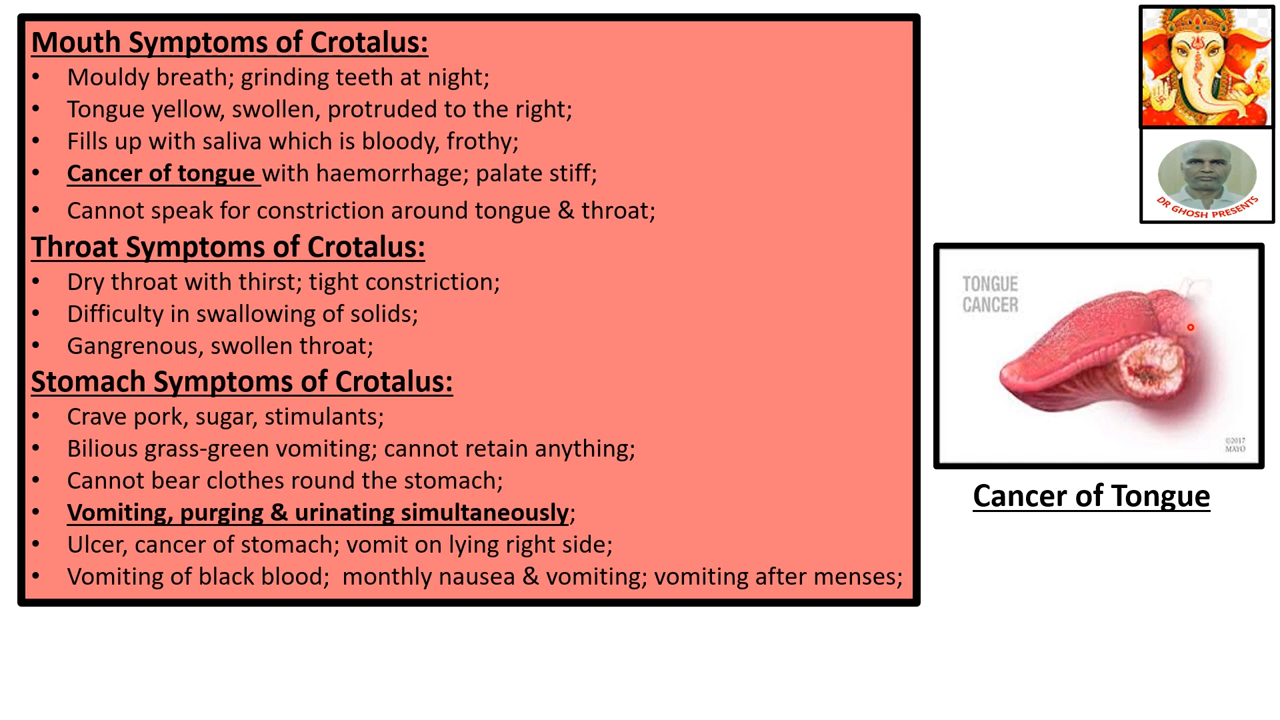 Mouth Symptoms of Crotalus:
• Mouldy breath; grinding teeth at night;
• Tongue yellow, swollen, protruded to the right;
• Fills up with saliva which is bloody, frothy;
• Cancer of tongue with haemorrhage; palate stiff;
• Cannot speak for constriction around tongue & throat;
Throat Symptoms of Crotalus:
• Dry throat with thirst; tight constriction;
• Difficulty in swallowing of solids;
• Gangrenous, swollen throat;
Stomach Symptoms of Crotalus:
• Crave pork, sugar, stimulants;
• Bilious grass-green vomiting; cannot retain anything;
• Cannot bear clothes round the stomach;
• Vomiting, purging & urinating simultaneously;
• Ulcer, cancer of stomach; vomit on lying right side;
• Vomiting of black blood; monthly nausea & vomiting; vomiting after menses;
DR GHOSH PRESENTS
TONGUE
CANCER
©2017
MAYO
Cancer of Tongue